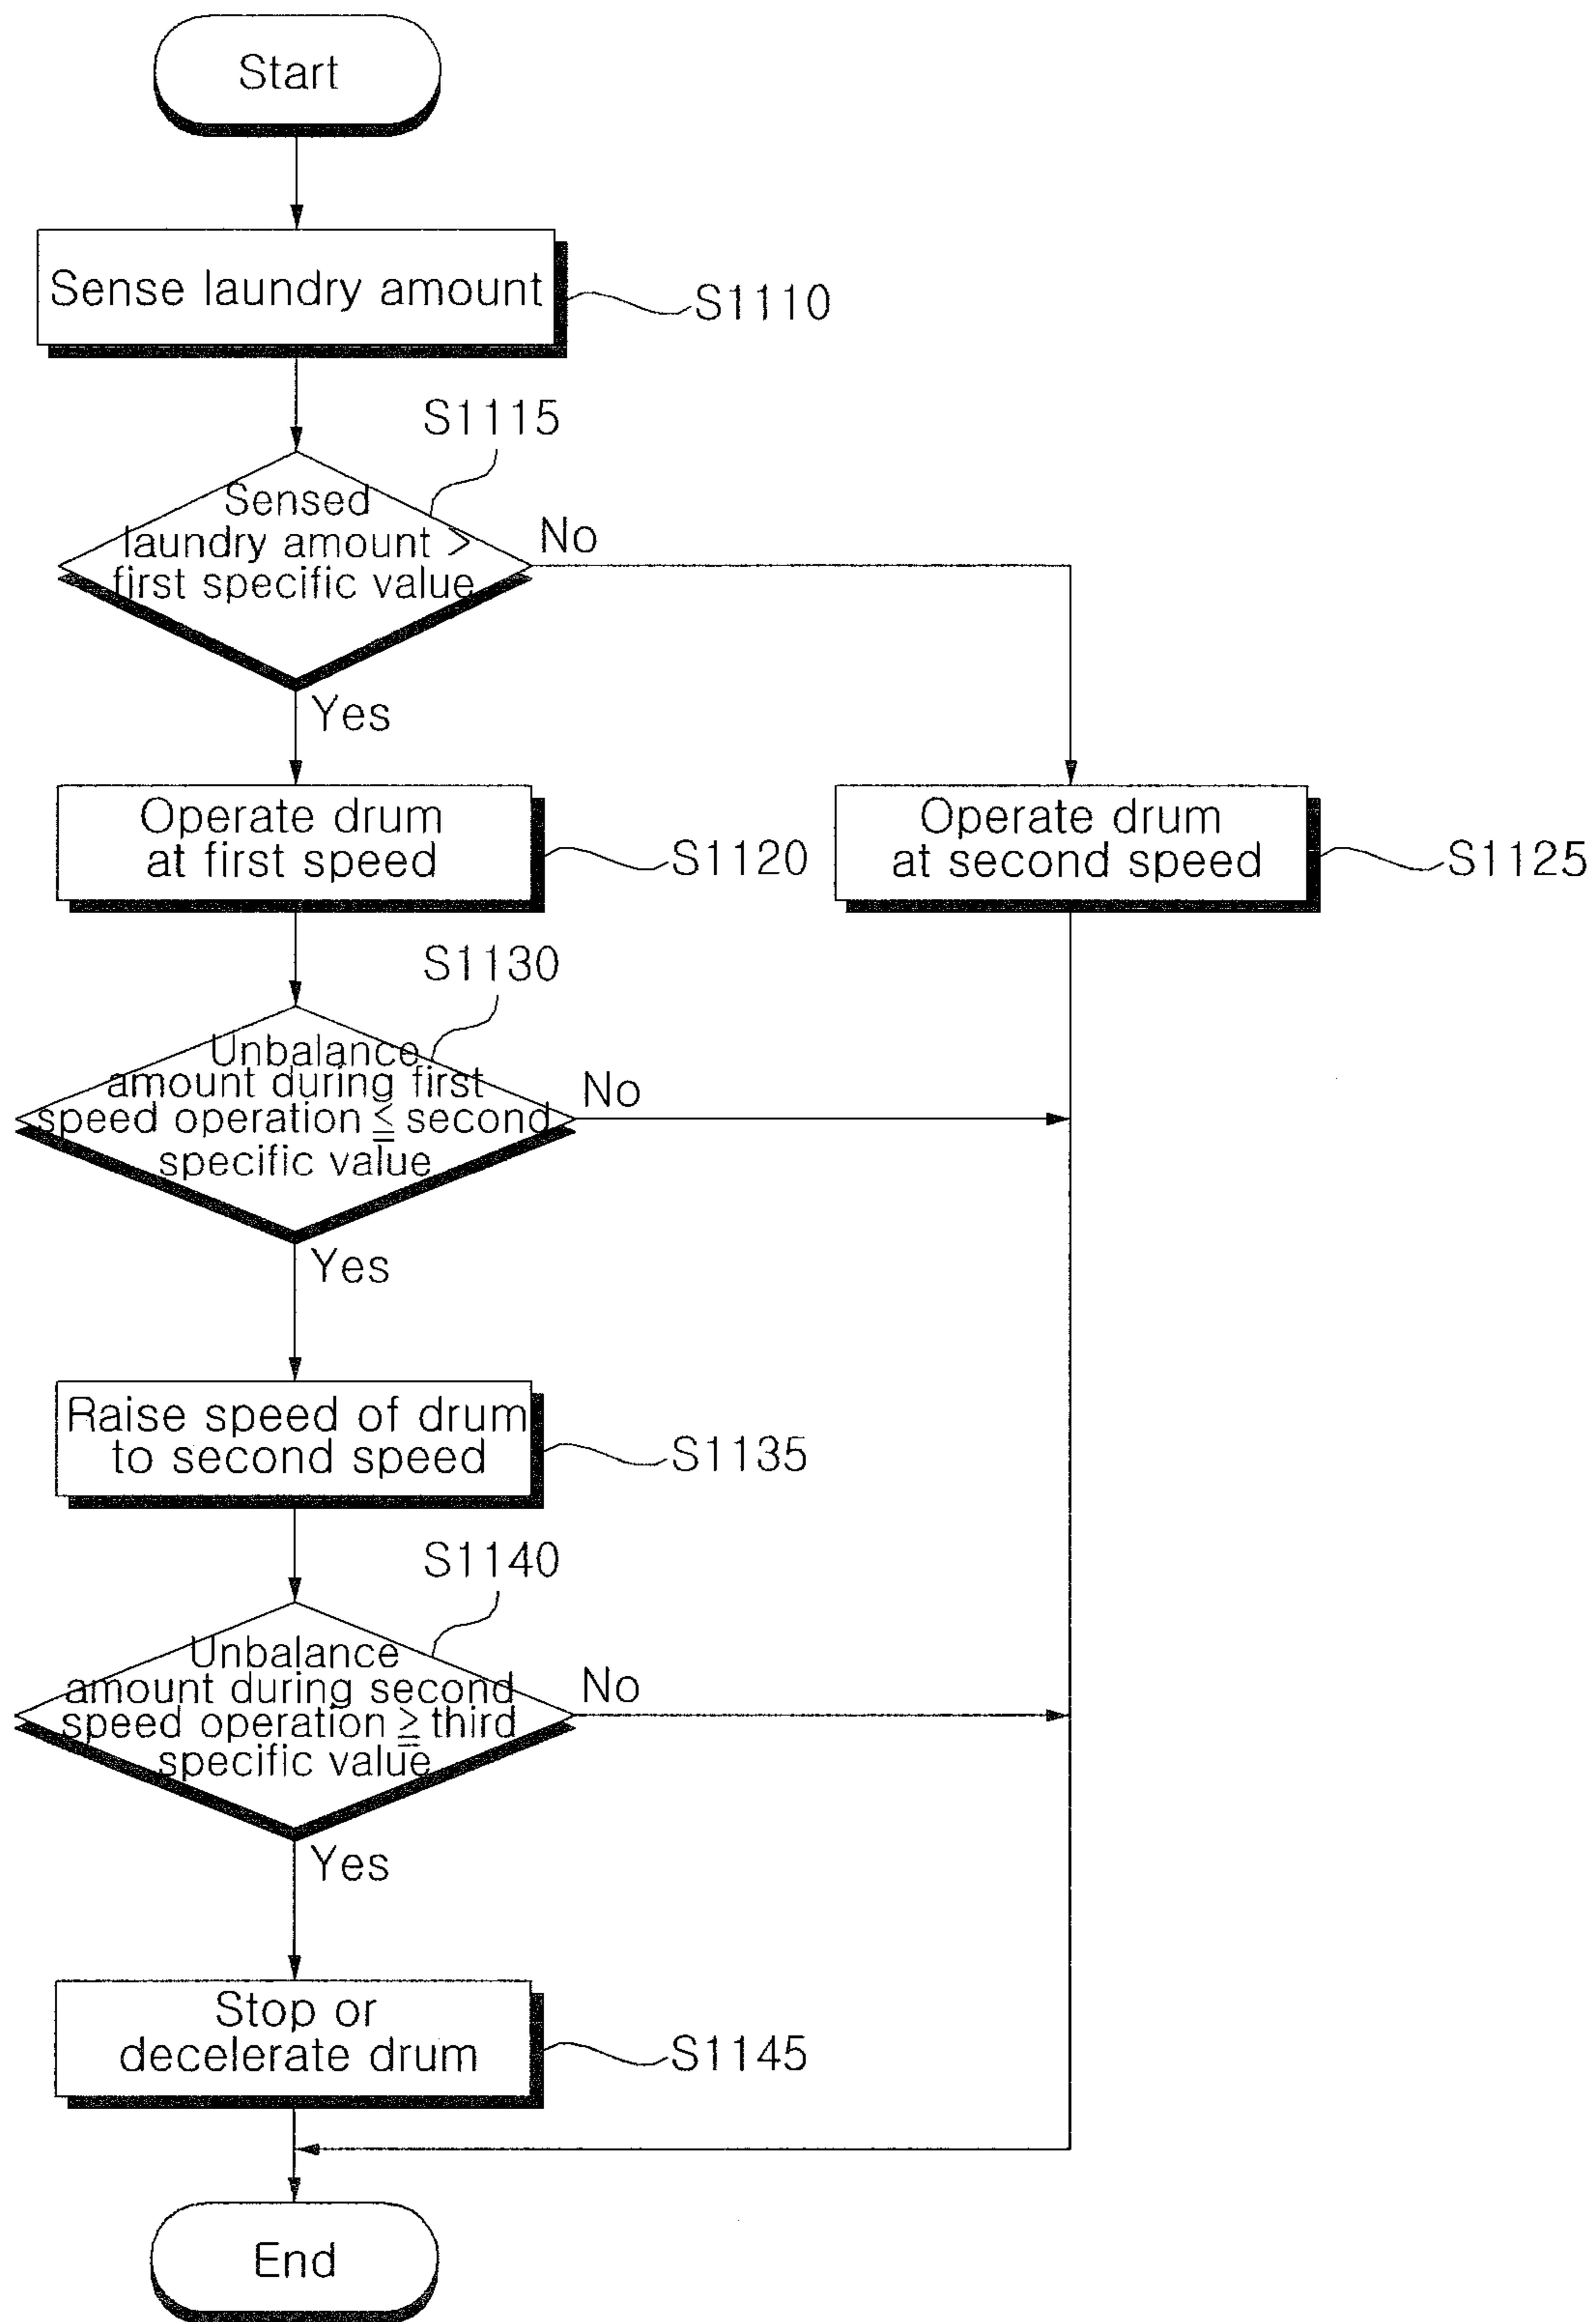 Start
Sense laundry amount
S1110
S1115
Sensed
laundry amount >
first specific value
No
Yes
Operate drum
at first speed
S1120
Operate drum
at second speed
S1125
S1130
Unbalance
amount during first
speed operation ≦ second
specific value
No
Yes
Raise speed of drum
to second speed
S1135
S1140
Unbalance
amount during second
speed operation ≧ third
specific value
No
Yes
Stop or
decelerate drum
S1145
End